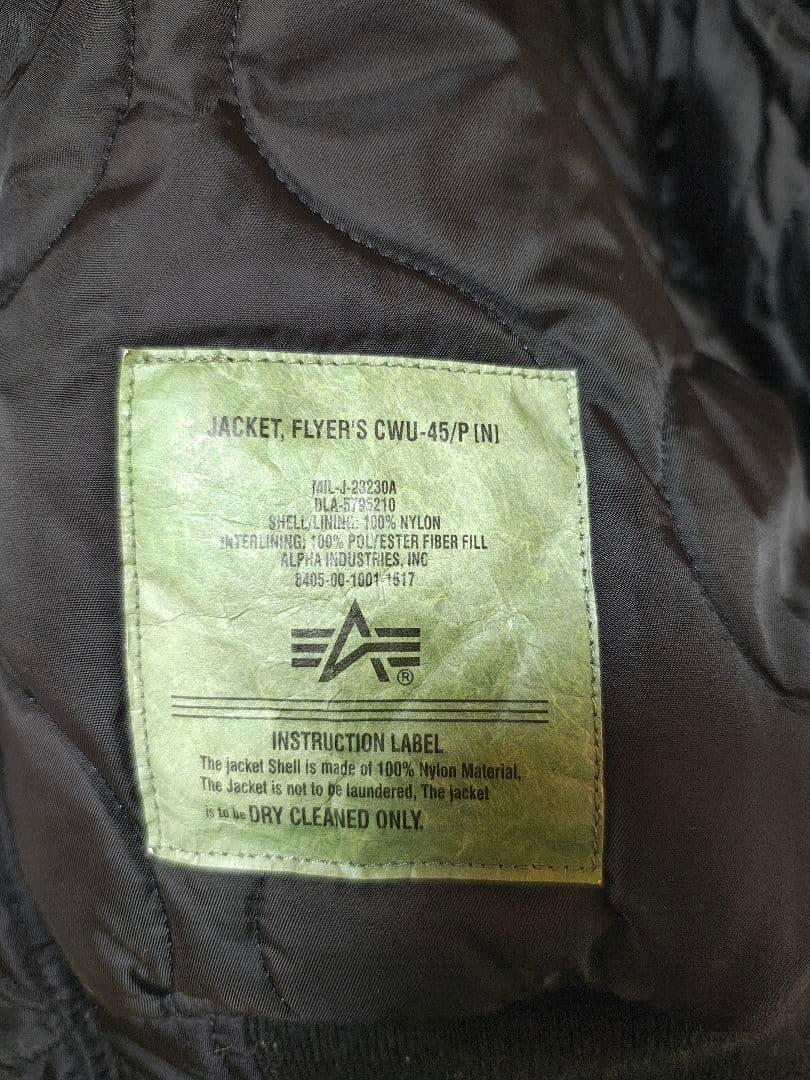 JACKET, FLYER'S CWU-45/P [N]
MIL-J-23230A
DLA-5795210
SHELL/LINING: 100% NYLON
INTERLINING; 100% POLYESTER FIBER FILL
ALPHA INDUSTRIES, INC
8405-00-1001-1617
®
INSTRUCTION LABEL
The jacket Shell is made of 100% Nylon Material,
The Jacket is not to be laundered, The jacket
is to be DRY CLEANED ONLY.